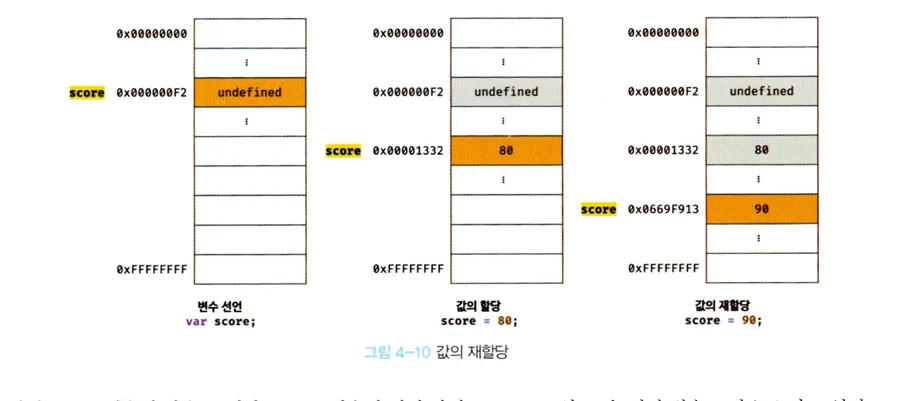 0x00000000
score 0x000000F2 undefined
0xFFFFFFFF
변수 선언
var score;
0x00000000
0x000000F2 undefined
score 0x00001332 80
0xFFFFFFFF
값의 할당
score = 80;
0x00000000
0x000000F2 undefined
0x00001332 80
score 0x0669F913 90
0xFFFFFFFF
값의 재할당
score = 90;
그림 4-10 값의 재할당